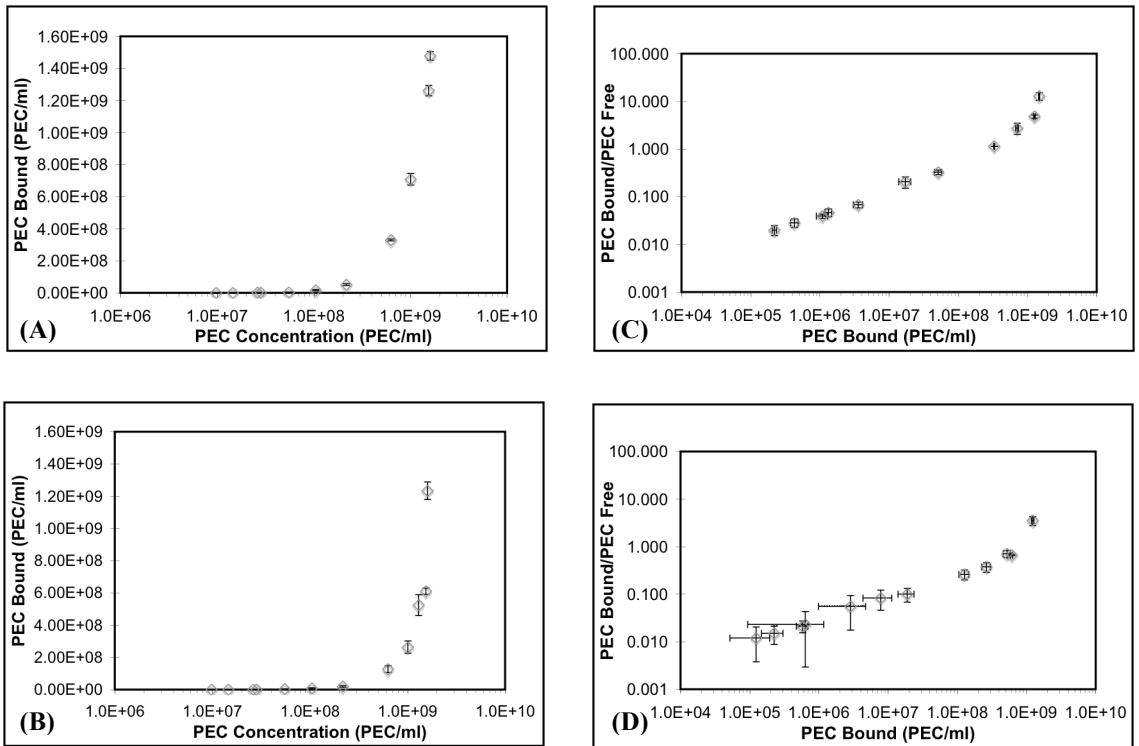 1.60E+09
1.40E+09
1.20E+09
1.00E+09
8.00E+08
6.00E+08
4.00E+08
2.00E+08
0.00E+00
PEC Bound (PEC/ml)
1.0E+06 1.0E+07 1.0E+08 1.0E+09 1.0E+10
PEC Concentration (PEC/ml)
(A)
100.000
10.000
1.000
0.100
0.010
0.001
PEC Bound/PEC Free
1.0E+04 1.0E+05 1.0E+06 1.0E+07 1.0E+08 1.0E+09 1.0E+10
PEC Bound (PEC/ml)
(C)
1.60E+09
1.40E+09
1.20E+09
1.00E+09
8.00E+08
6.00E+08
4.00E+08
2.00E+08
0.00E+00
PEC Bound (PEC/ml)
1.0E+06 1.0E+07 1.0E+08 1.0E+09 1.0E+10
PEC Concentration (PEC/ml)
(B)
100.000
10.000
1.000
0.100
0.010
0.001
PEC Bound/PEC Free
1.0E+04 1.0E+05 1.0E+06 1.0E+07 1.0E+08 1.0E+09 1.0E+10
PEC Bound (PEC/ml)
(D)